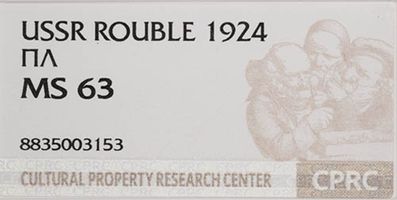 USSR ROUBLE 1924
ПЛ
MS 63
8835003153
CULTURAL PROPERTY RESEARCH CENTER CPRC